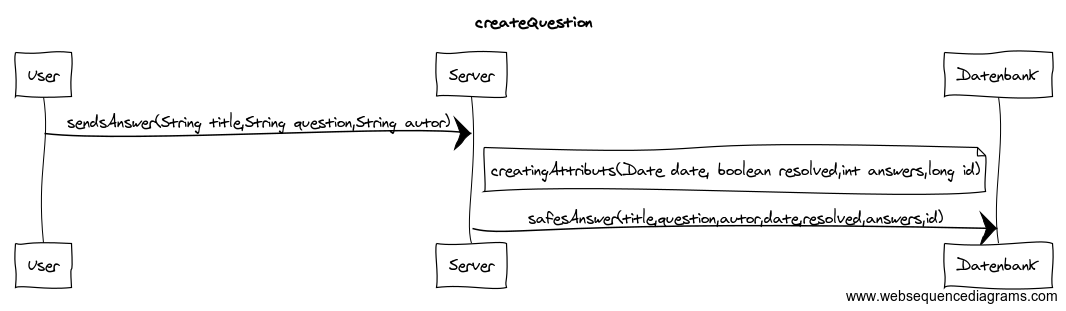 createQuestion
User Server Datenbank
sendsAnswer(String title,String question,String autor)
creatingAttributs(Date date, boolean resolved,int answers,long id)
safesAnswer(title,question,autor,date,resolved,answers,id)
User Server Datenbank
www.websequencediagrams.com